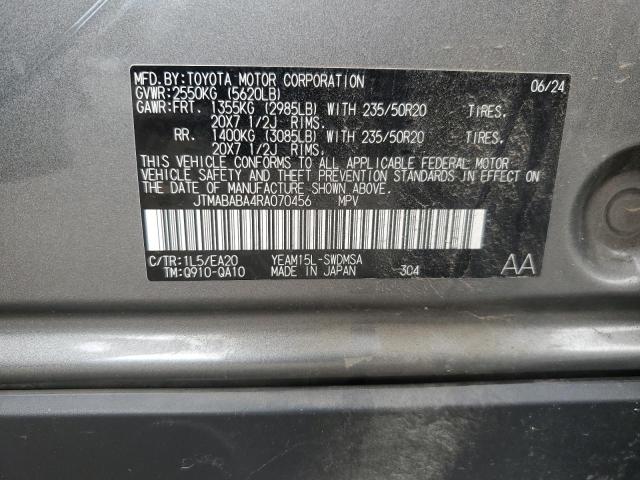 MFD.BY:TOYOTA MOTOR CORPORATION 06/24
GVWR:2550KG (5620LB)
GAWR:FRT. 1355KG (2985LB) WITH 235/50R20 TIRES,
20X7 1/2J RIMS,
RR. 1400KG (3085LB) WITH 235/50R20 TIRES,
20X7 1/2J RIMS,
THIS VEHICLE CONFORMS TO ALL APPLICABLE FEDERAL MOTOR
VEHICLE SAFETY AND THEFT PREVENTION STANDARDS IN EFFECT
ON THE DATE OF MANUFACTURE SHOWN ABOVE.
JTMABABA4RA070456 MPV
C/TR:1L5/EA20 YEAM15L-SWDMSA
TM:Q910-QA10 MADE IN JAPAN 304 AA